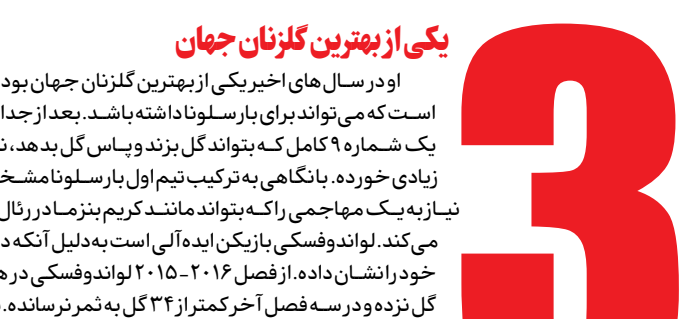 3
یکی از بهترین گلزنان جهان
او در سال‌های اخیر یکی از بهترین گلزنان جهان بود
است که می‌تواند برای بارسلونا داشته باشد. بعد از جدا
یک شماره ۹ کامل که بتواند گل بزند و پاس گل بدهد،
زیادی خورده. با نگاهی به ترکیب تیم اول بارسلونا مشخ
نیاز به یک مهاجمی را که بتواند مانند کریم بنزما در رئال
می‌کند. لواندوفسکی بازیکن ایده‌آلی است به‌دلیل آنکه د
خود را نشان داده. از فصل ۲۰۱۶-۲۰۱۵ لواندوفسکی در ه
گل نزده و در سه فصل آخر کمتر از ۳۴ گل به ثمر نرسانده.